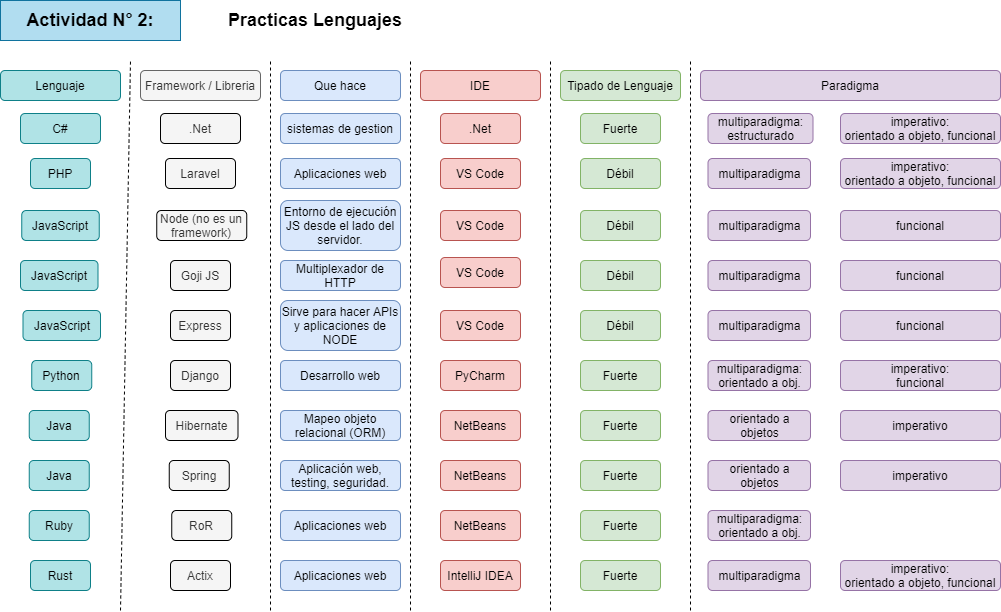 Actividad N° 2:
Practicas Lenguajes
Lenguaje
Framework / Libreria
Que hace
IDE
Tipado de Lenguaje
Paradigma
C#
.Net
sistemas de gestion
.Net
Fuerte
multiparadigma:
estructurado
imperativo:
orientado a objeto, funcional
PHP
Laravel
Aplicaciones web
VS Code
Débil
multiparadigma
imperativo:
orientado a objeto, funcional
JavaScript
Node (no es un
framework)
Entorno de ejecución
JS desde el lado del
servidor.
VS Code
Débil
multiparadigma
funcional
JavaScript
Goji JS
Multiplexador de
HTTP
VS Code
Débil
multiparadigma
funcional
JavaScript
Express
Sirve para hacer APIs
y aplicaciones de
NODE
VS Code
Débil
multiparadigma
funcional
Python
Django
Desarrollo web
PyCharm
Fuerte
multiparadigma:
orientado a obj.
imperativo:
funcional
Java
Hibernate
Mapeo objeto
relacional (ORM)
NetBeans
Fuerte
orientado a
objetos
imperativo
Java
Spring
Aplicación web,
testing, seguridad.
NetBeans
Fuerte
orientado a
objetos
imperativo
Ruby
RoR
Aplicaciones web
NetBeans
Fuerte
multiparadigma:
orientado a obj.
Rust
Actix
Aplicaciones web
IntelliJ IDEA
Fuerte
multiparadigma
imperativo:
orientado a objeto, funcional